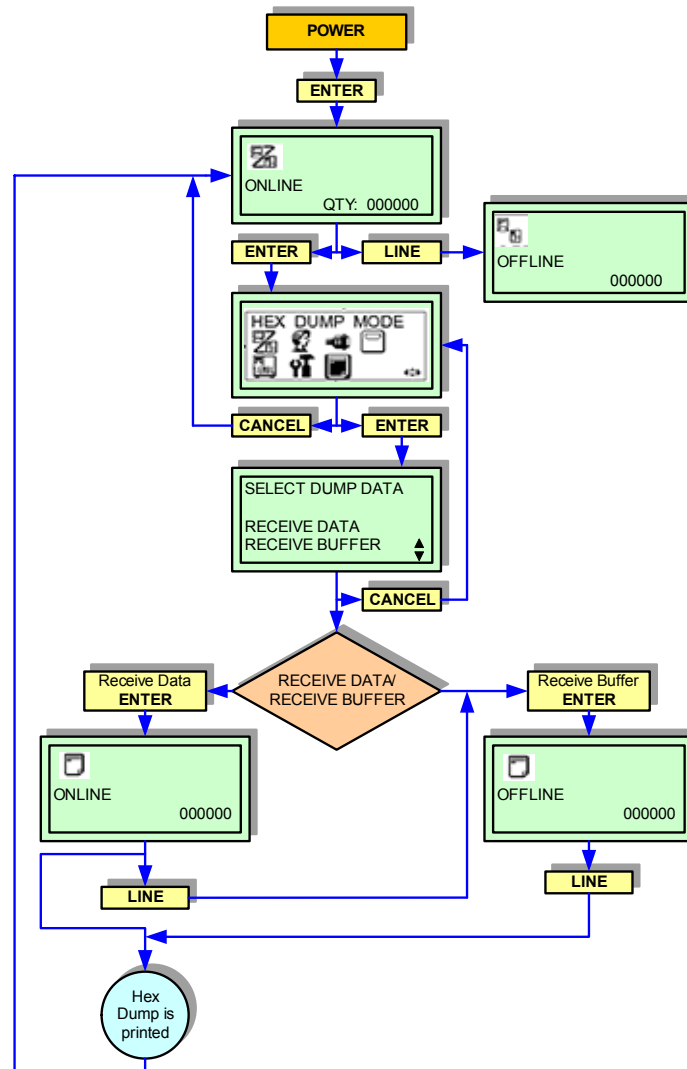 POWER
ENTER
ONLINE
QTY: 000000
ENTER
LINE
OFFLINE
000000
HEX DUMP MODE
CANCEL
ENTER
SELECT DUMP DATA
RECEIVE DATA
RECEIVE BUFFER
CANCEL
RECEIVE DATA/
RECEIVE BUFFER
Receive Data
ENTER
Receive Buffer
ENTER
ONLINE
000000
OFFLINE
000000
LINE
LINE
Hex
Dump is
printed